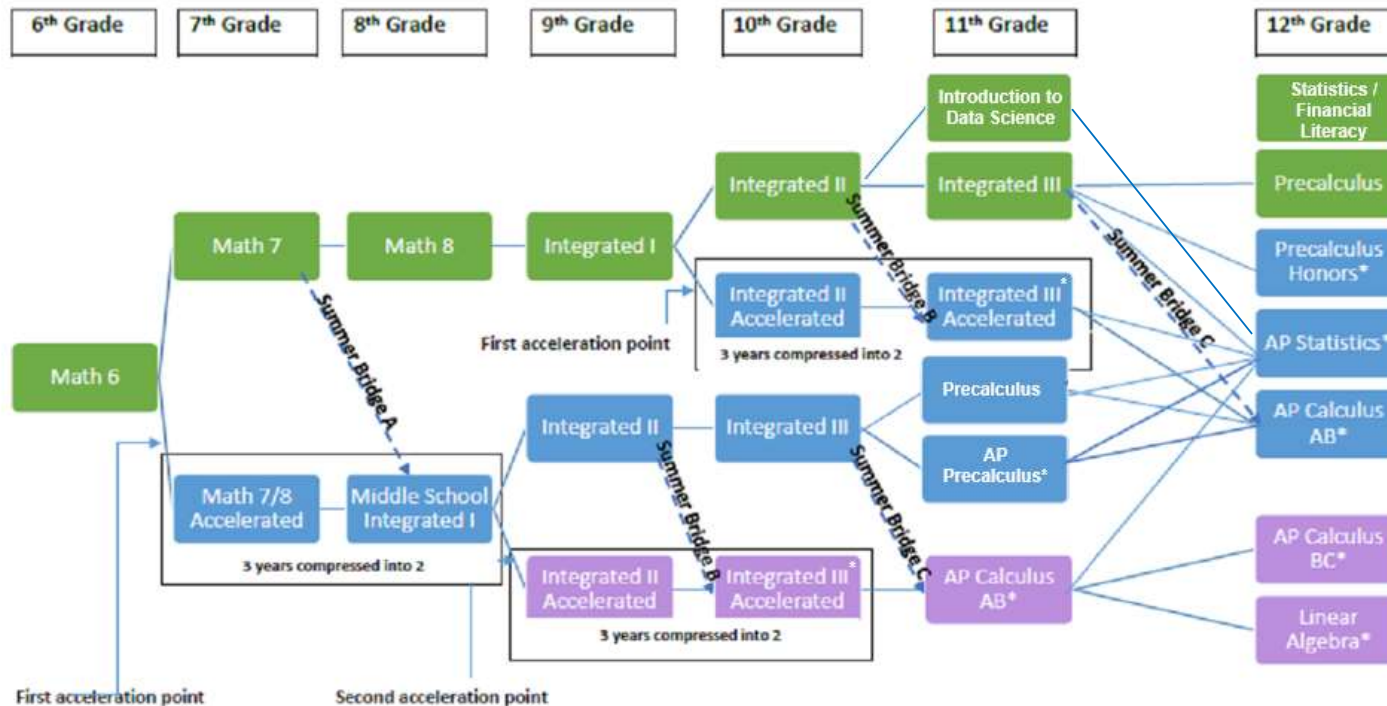 6th Grade
7th Grade
8th Grade
9th Grade
10th Grade
11th Grade
12th Grade
Introduction to
Data Science
Statistics /
Financial
Literacy
Integrated II
Integrated III
Precalculus
Math 7
Math 8
Integrated I
Summer Bridge B
Summer Bridge C
Precalculus
Honors*
Summer Bridge A
Integrated II
Accelerated
Integrated III*
Accelerated
First acceleration point
3 years compressed into 2
AP Statistics*
Math 6
Precalculus
AP Calculus
AB*
Integrated II
Integrated III
AP
Precalculus*
Math 7/8
Accelerated
Middle School
Integrated I
Summer Bridge B
Summer Bridge C
3 years compressed into 2
Integrated II
Accelerated
Integrated III*
Accelerated
AP Calculus
AB*
AP Calculus
BC*
3 years compressed into 2
Linear
Algebra*
First acceleration point
Second acceleration point